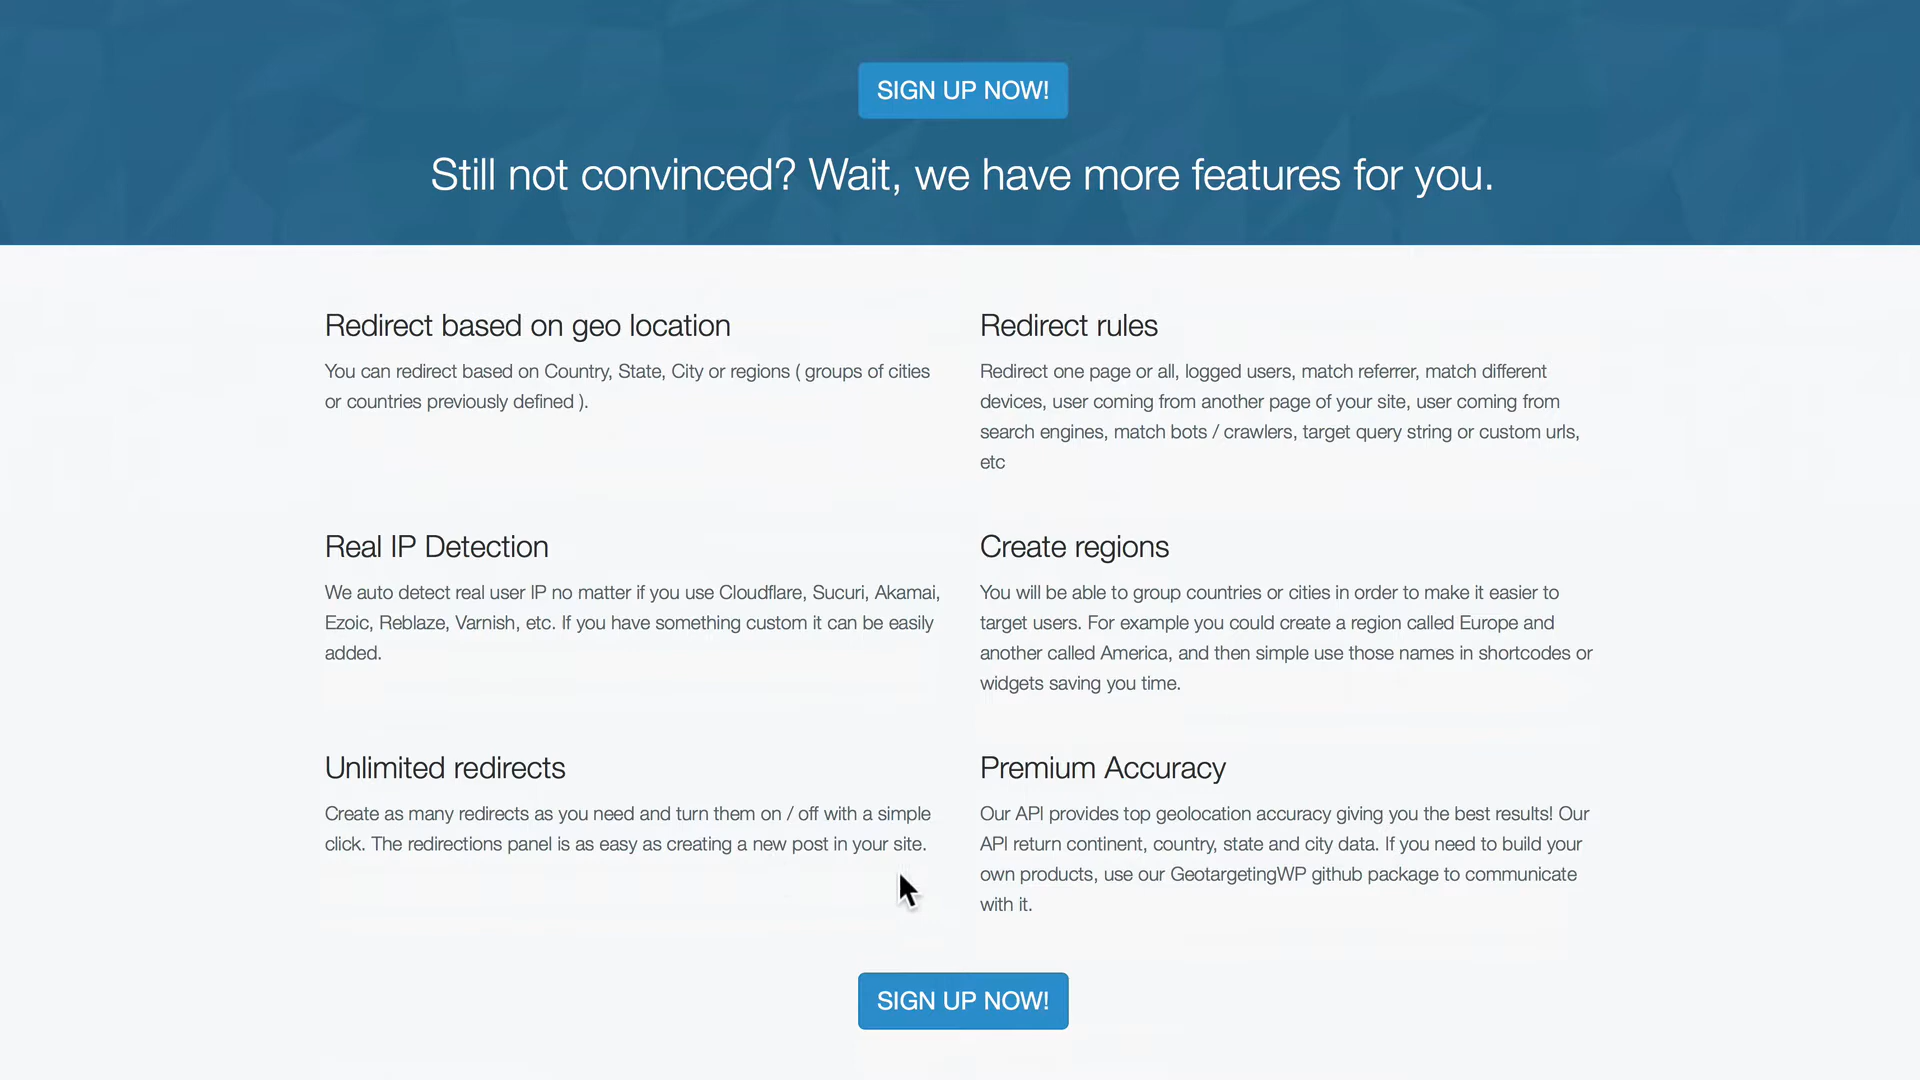 SIGN UP NOW!
Still not convinced? Wait, we have more features for you.
Redirect based on geo location
You can redirect based on Country, State, City or regions ( groups of cities
or countries previously defined ).
Redirect rules
Redirect one page or all, logged users, match referrer, match different
devices, user coming from another page of your site, user coming from
search engines, match bots / crawlers, target query string or custom urls,
etc
Real IP Detection
We auto detect real user IP no matter if you use Cloudflare, Sucuri, Akamai,
Ezoic, Reblaze, Varnish, etc. If you have something custom it can be easily
added.
Create regions
You will be able to group countries or cities in order to make it easier to
target users. For example you could create a region called Europe and
another called America, and then simple use those names in shortcodes or
widgets saving you time.
Unlimited redirects
Create as many redirects as you need and turn them on / off with a simple
click. The redirections panel is as easy as creating a new post in your site.
Premium Accuracy
Our API provides top geolocation accuracy giving you the best results! Our
API return continent, country, state and city data. If you need to build your
own products, use our GeotargetingWP github package to communicate
with it.
SIGN UP NOW!